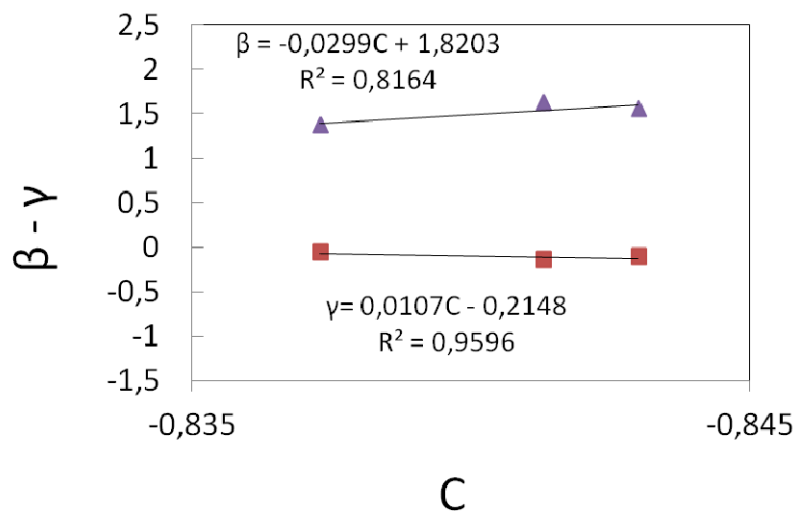 2,5
β = -0,0299C + 1,8203
2
R² = 0,8164
1,5
1
0,5
β - γ
0
-0,5
γ= 0,0107C - 0,2148
-1
R² = 0,9596
-1,5
-0,835
-0,845
C